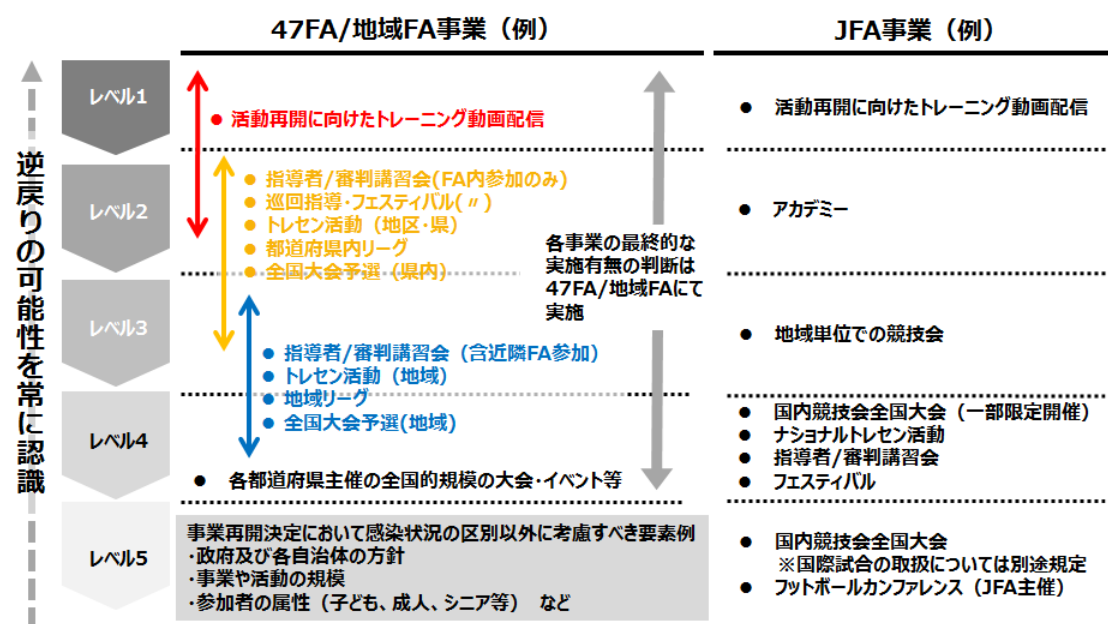 47FA/地域FA事業（例）
JFA事業（例）
逆戻りの可能性を常に認識
レベル1
● 活動再開に向けたトレーニング動画配信
● 活動再開に向けたトレーニング動画配信
レベル2
● 指導者/審判講習会(FA内参加のみ)
● 巡回指導・フェスティバル(〃)
● トレセン活動（地区・県）
● 都道府県内リーグ
● 全国大会予選（県内）
● アカデミー
各事業の最終的な
実施有無の判断は
47FA/地域FAにて
実施
レベル3
● 指導者/審判講習会（含近隣FA参加）
● トレセン活動（地域）
● 地域リーグ
● 全国大会予選(地域)
● 地域単位での競技会
レベル4
● 各都道府県主催の全国的規模の大会・イベント等
● 国内競技会全国大会（一部限定開催）
● ナショナルトレセン活動
● 指導者/審判講習会
● フェスティバル
レベル5
事業再開決定において感染状況の区別以外に考慮すべき要素例
・政府及び各自治体の方針
・事業や活動の規模
・参加者の属性（子ども、成人、シニア等） など
● 国内競技会全国大会
※国際試合の取扱については別途規定
● フットボールカンファレンス（JFA主催）